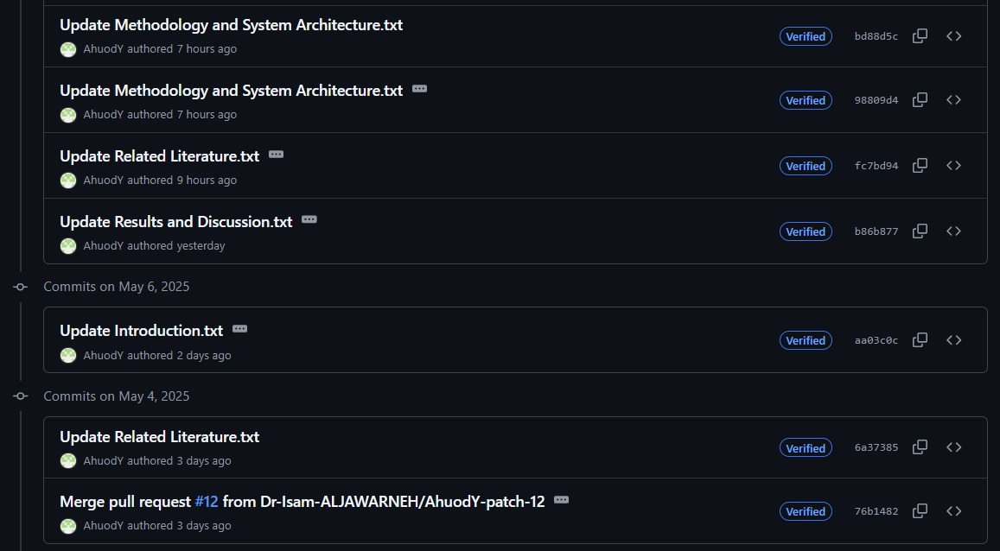 Update Methodology and System Architecture.txt
AhuodY authored 7 hours ago
Verified
bd88d5c
Update Methodology and System Architecture.txt
AhuodY authored 7 hours ago
Verified
98809d4
Update Related Literature.txt
AhuodY authored 9 hours ago
Verified
fc7bd94
Update Results and Discussion.txt
AhuodY authored yesterday
Verified
b86b877
Commits on May 6, 2025
Update Introduction.txt
AhuodY authored 2 days ago
Verified
aa03c0c
Commits on May 4, 2025
Update Related Literature.txt
AhuodY authored 3 days ago
Verified
6a37385
Merge pull request #12 from Dr-Isam-ALJAWARNEH/AhuodY-patch-12
AhuodY authored 3 days ago
Verified
76b1482